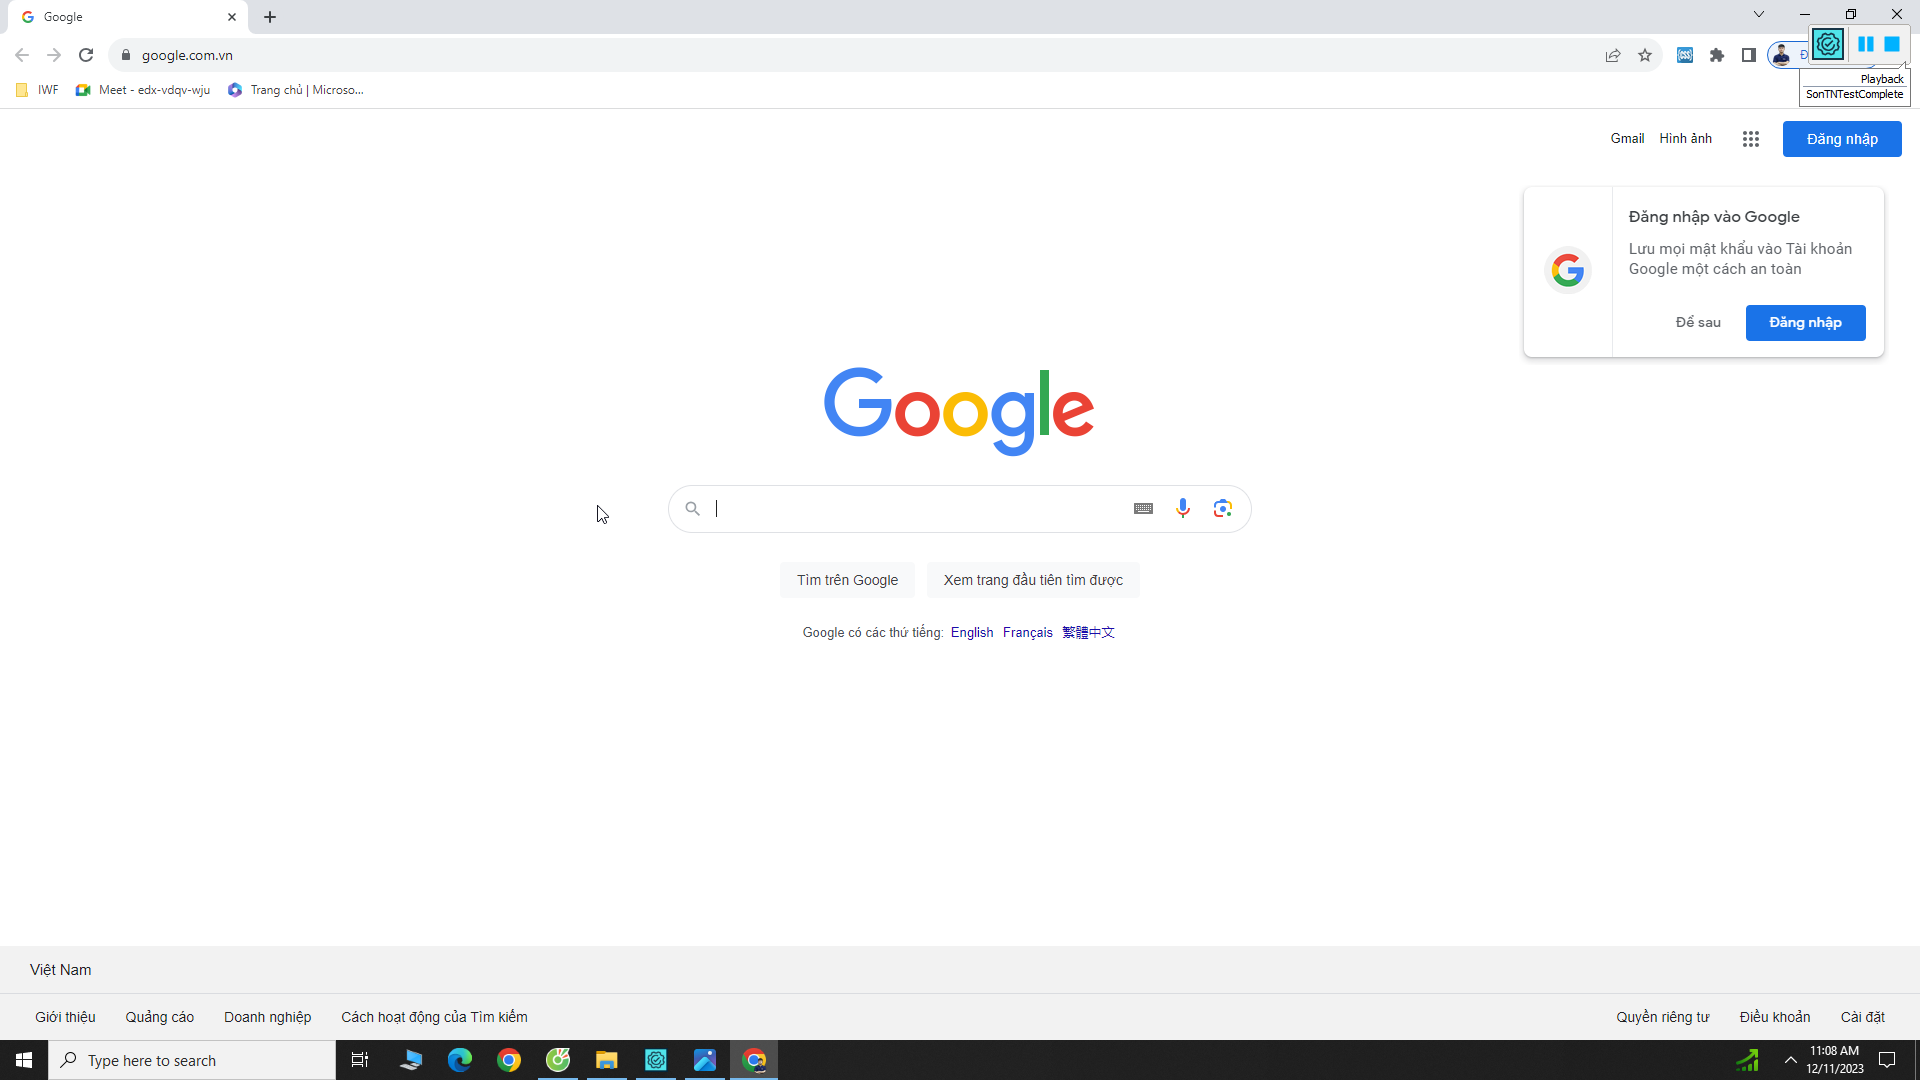 Google
google.com.vn
Đ
Playback
SonTNTestComplete
IWF
Meet - edx-vdqv-wju
Trang chủ | Microso...
Gmail
Hình ảnh
Đăng nhập
Đăng nhập vào Google
Lưu mọi mật khẩu vào Tài khoản
Google một cách an toàn
Để sau
Đăng nhập
Google
Tìm trên Google
Xem trang đầu tiên tìm được
Google có các thứ tiếng: English Français 繁體中文
Việt Nam
Giới thiệu
Quảng cáo
Doanh nghiệp
Cách hoạt động của Tìm kiếm
Quyền riêng tư
Điều khoản
Cài đặt
Type here to search
11:08 AM
12/11/2023